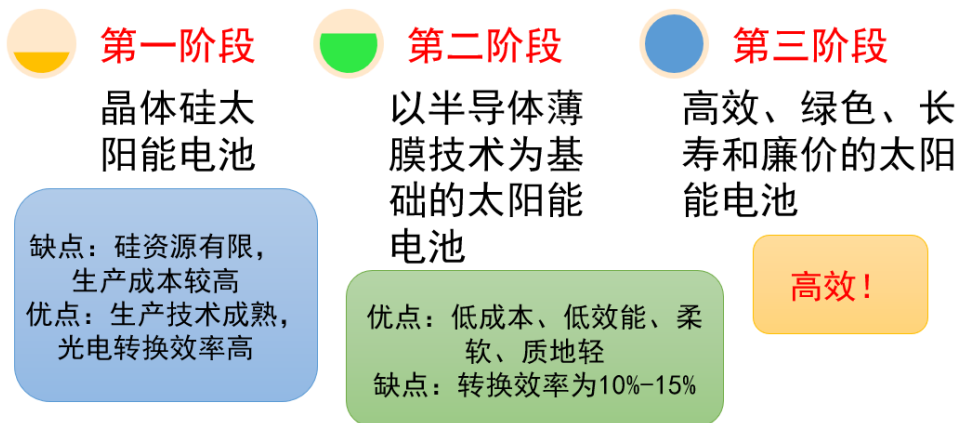 第一阶段
晶体硅太
阳能电池
缺点：硅资源有限，
生产成本较高
优点：生产技术成熟，
光电转换效率高
第二阶段
以半导体薄
膜技术为基
础的太阳能
电池
优点：低成本、低效能、柔
软、质地轻
缺点：转换效率为10%-15%
第三阶段
高效、绿色、长
寿和廉价的太阳
能电池
高效！